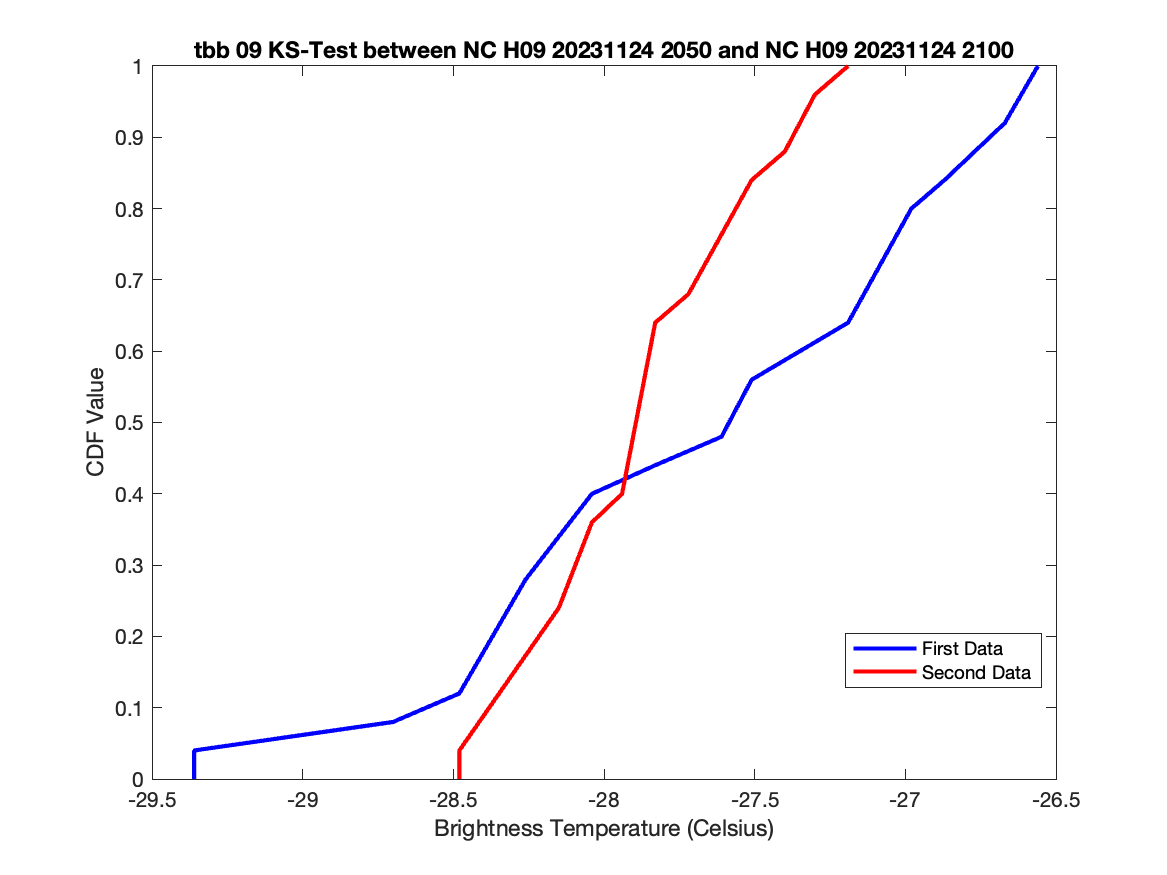 tbb 09 KS-Test between NC H09 20231124 2050 and NC H09 20231124 2100
1
0.9
0.8
0.7
0.6
0.5
0.4
0.3
0.2
0.1
0
CDF Value
First Data
Second Data
-29.5 -29 -28.5 -28 -27.5 -27 -26.5
Brightness Temperature (Celsius)